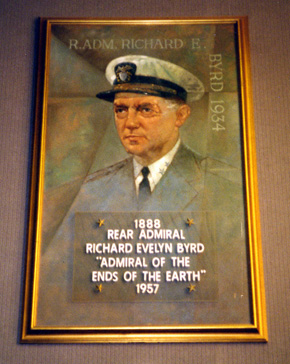 R.ADM. RICHARD E.
BYRD 1934
1888
REAR ADMIRAL
RICHARD EVELYN BYRD
"ADMIRAL OF THE
ENDS OF THE EARTH"
1957